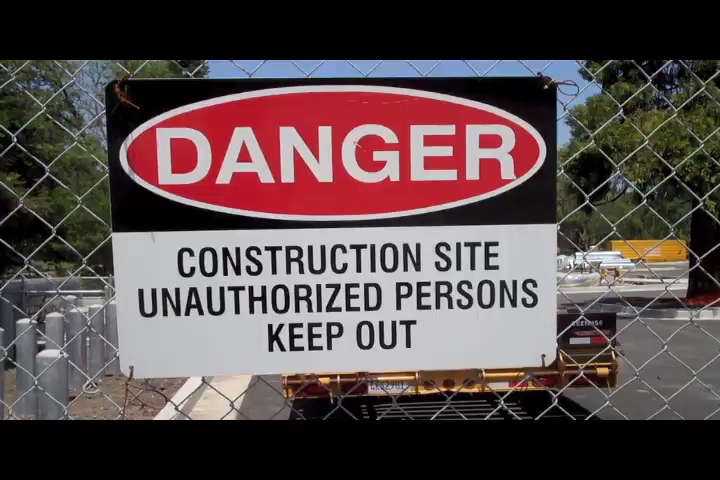 DANGER
CONSTRUCTION SITE
UNAUTHORIZED PERSONS
KEEP OUT